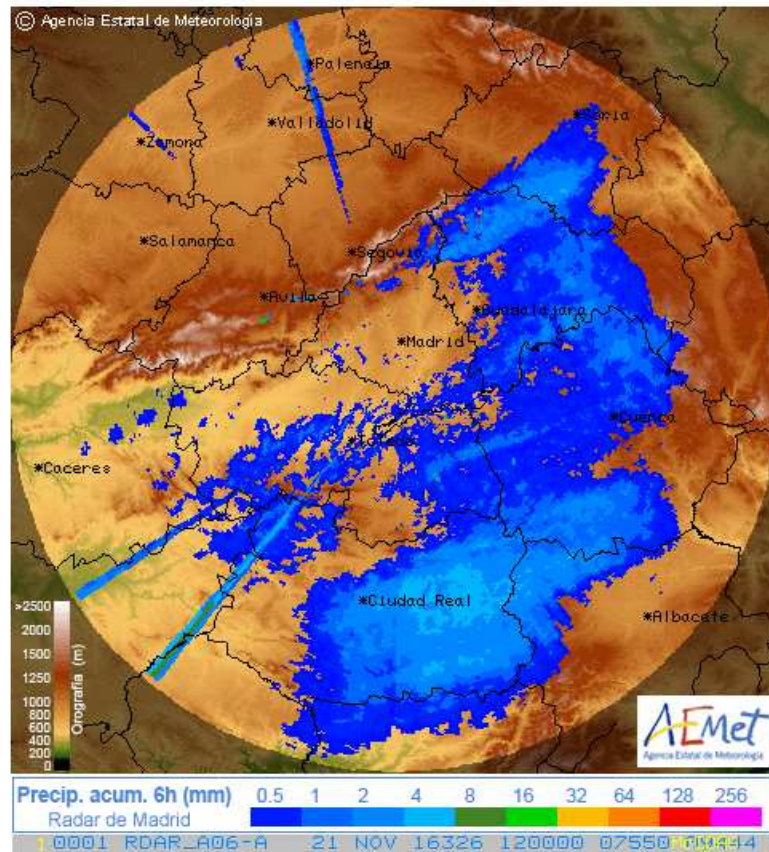 © Agencia Estatal de Meteorología
*Palencia
*Valladolid
*Soria
*Zamora
*Salamanca
*Segovia
*Avila
*Guadalajara
*Madrid
*Cuenca
*Toledo
*Caceres
*Ciudad Real
*Albacete
>2500
2000
1500
1250
1000
800
600
400
200
0
Orografía (m)
AEMet
Agencia Estatal de Meteorología
Precip. acum. 6h (mm) 0.5 1 2 4 8 16 32 64 128 256
Radar de Madrid
1 0001 RDAR_A06-A 21 NOV 16326 120000 07550